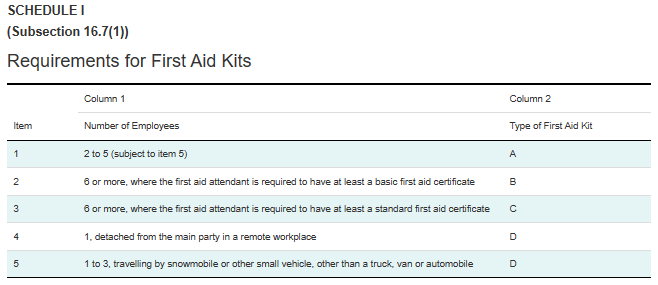 SCHEDULE I
(Subsection 16.7(1))
Requirements for First Aid Kits
Column 1 Column 2
Item Number of Employees Type of First Aid Kit
1 2 to 5 (subject to item 5) A
2 6 or more, where the first aid attendant is required to have at least a basic first aid certificate B
3 6 or more, where the first aid attendant is required to have at least a standard first aid certificate C
4 1, detached from the main party in a remote workplace D
5 1 to 3, travelling by snowmobile or other small vehicle, other than a truck, van or automobile D